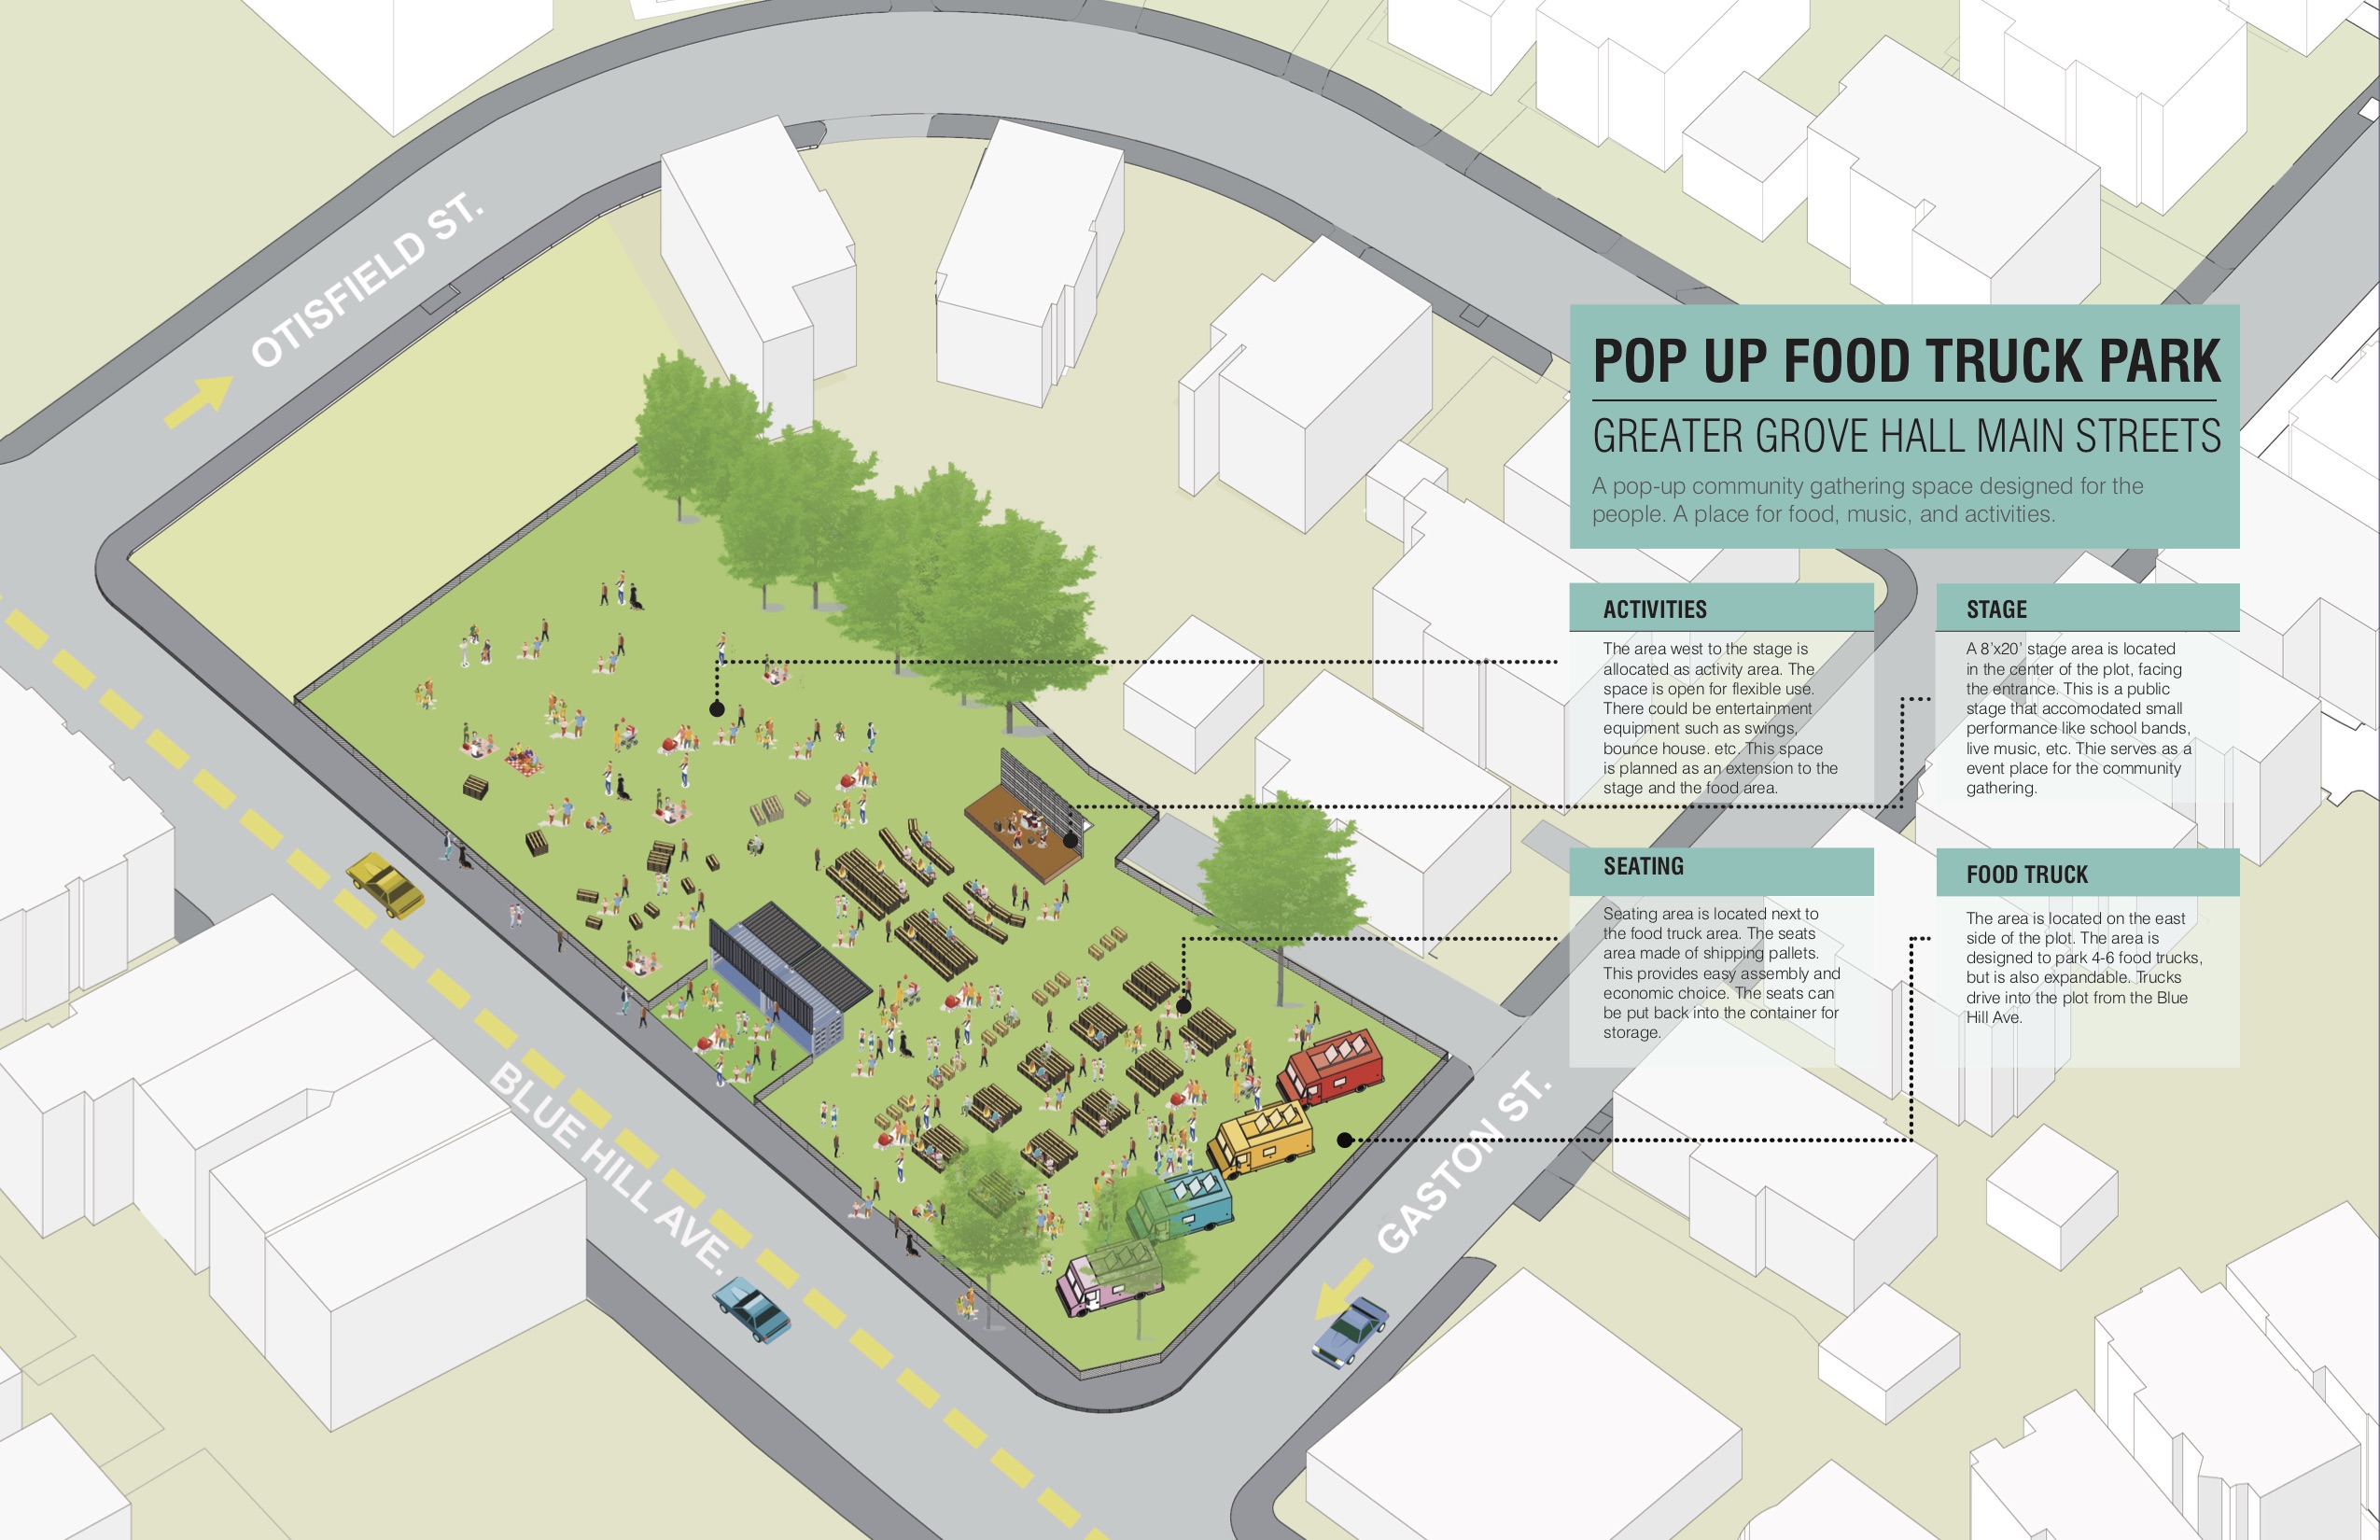 OTISFIELD ST.
POP UP FOOD TRUCK PARK
GREATER GROVE HALL MAIN STREETS
A pop-up community gathering space designed for the
people. A place for food, music, and activities.
ACTIVITIES
The area west to the stage is
allocated as activity area. The
space is open for flexible use.
There could be entertainment
equipment such as swings,
bounce house. etc. This space
is planned as an extension to the
stage and the food area.
STAGE
A 8'x20' stage area is located
in the center of the plot, facing
the entrance. This is a public
stage that accomodated small
performance like school bands,
live music, etc. Thie serves as a
event place for the community
gathering.
SEATING
Seating area is located next to
the food truck area. The seats
area made of shipping pallets.
This provides easy assembly and
economic choice. The seats can
be put back into the container for
storage.
FOOD TRUCK
The area is located on the east
side of the plot. The area is
designed to park 4-6 food trucks,
but is also expandable. Trucks
drive into the plot from the Blue
Hill Ave.
BLUE HILL AVE.
GASTON ST.